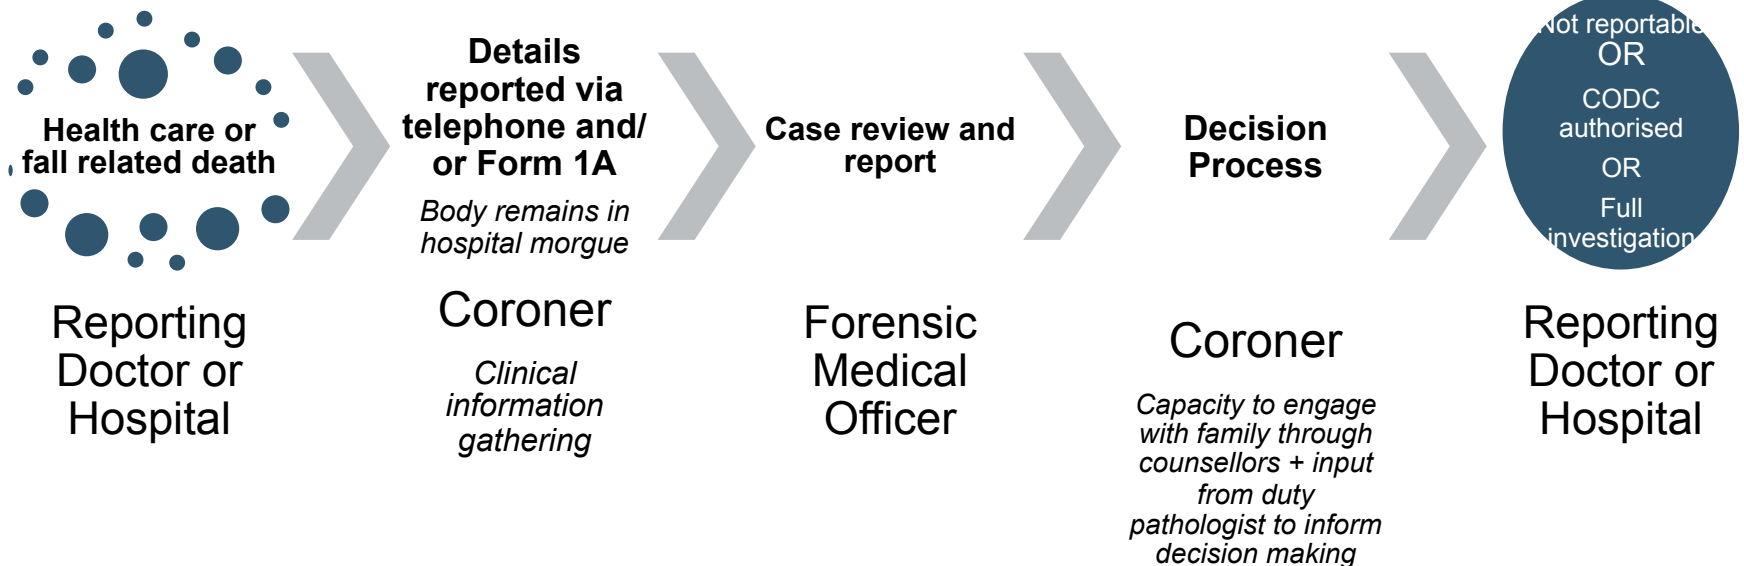 Health care or
fall related death
Reporting
Doctor or
Hospital
Details
reported via
telephone and/
or Form 1A
Body remains in
hospital morgue
Coroner
Clinical
information
gathering
Case review and
report
Forensic
Medical
Officer
Decision
Process
Coroner
Capacity to engage
with family through
counsellors + input
from duty
pathologist to inform
decision making
Not reportable
OR
CODC
authorised
OR
Full
investigation
Reporting
Doctor or
Hospital